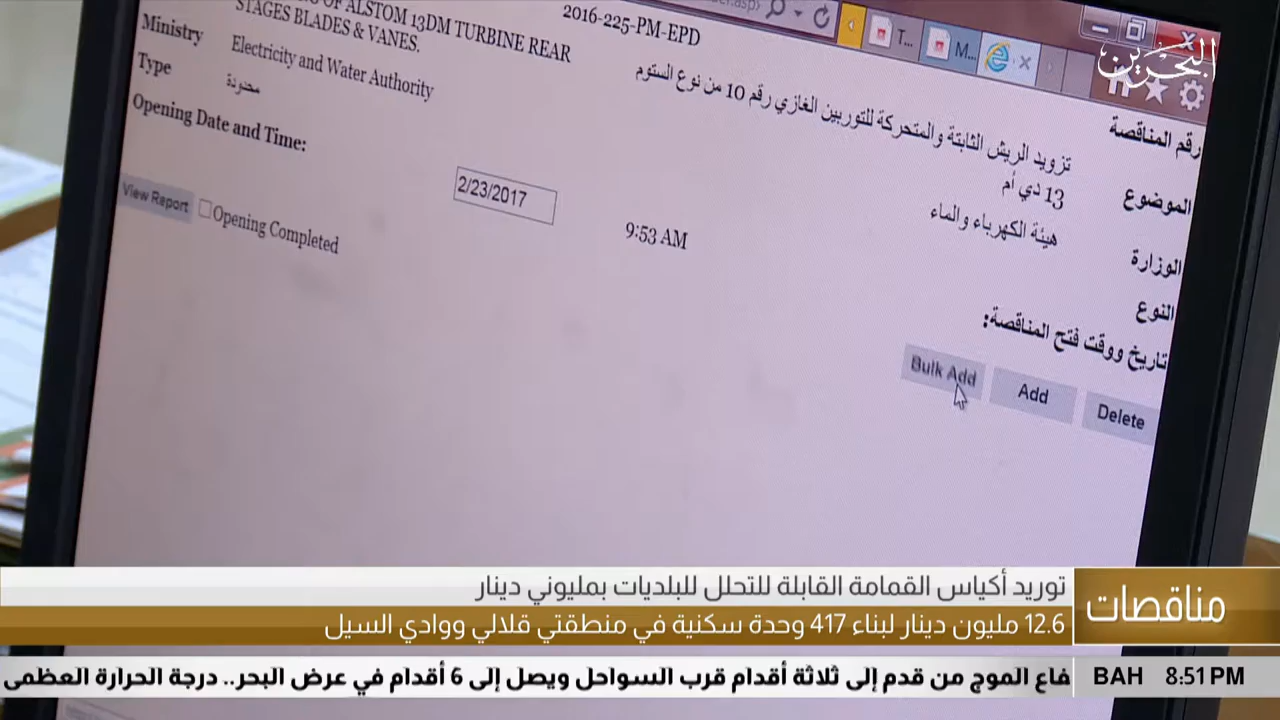 2016-225-PM-EPD
OF ALSTOM 13DM TURBINE REAR
STAGES BLADES & VANES.
Ministry
Electricity and Water Authority
Type
محدودة
Opening Date and Time:
2/23/2017
9:53 AM
View Report
Opening Completed
T...
M...
البحرين
رقم المناقصة
تزويد الريش الثابتة والمتحركة للتوربين الغازي رقم 10 من نوع الستوم
13 دي أم
الموضوع
هيئة الكهرباء والماء
الوزارة
النوع
تاريخ ووقت فتح المناقصة:
Bulk Add
Add
Delete
مناقصات
توريد أكياس القمامة القابلة للتحلل للبلديات بمليوني دينار
12.6 مليون دينار لبناء 417 وحدة سكنية في منطقتي قلالي ووادي السيل
فاع الموج من قدم إلى ثلاثة أقدام قرب السواحل ويصل إلى 6 أقدام في عرض البحر.. درجة الحرارة العظمى
BAH 8:51 PM